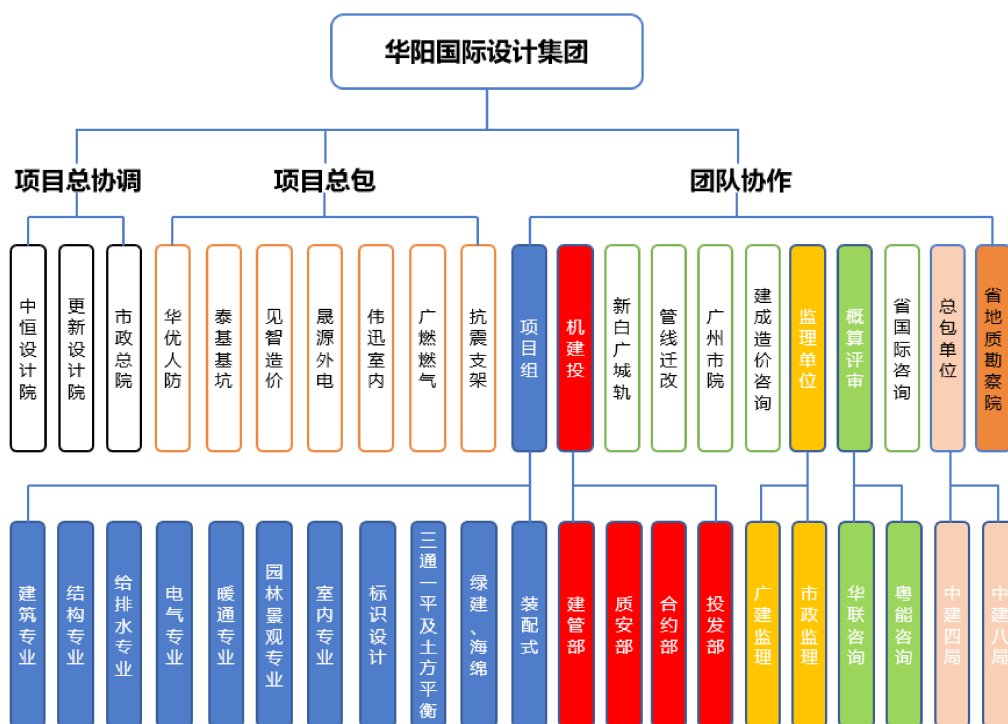 华阳国际设计集团
项目总协调
项目总包
团队协作
中恒设计院
更新设计院
市政总院
华优人防
泰基基坑
见智造价
晟源外电
伟迅室内
广燃燃气
抗震支架
项目组
机建投
新白广城轨
管线迁改
广州市院
建成造价咨询
监理单位
概算评审
省国际咨询
总包单位
省地质勘察院
建筑专业
结构专业
给排水专业
电气专业
暖通专业
园林景观专业
室内专业
标识设计
三通一平及土方平衡
绿建、海绵
装配式
建管部
质安部
合约部
投发部
广建监理
市政监理
华联咨询
粤能咨询
中建四局
中建八局